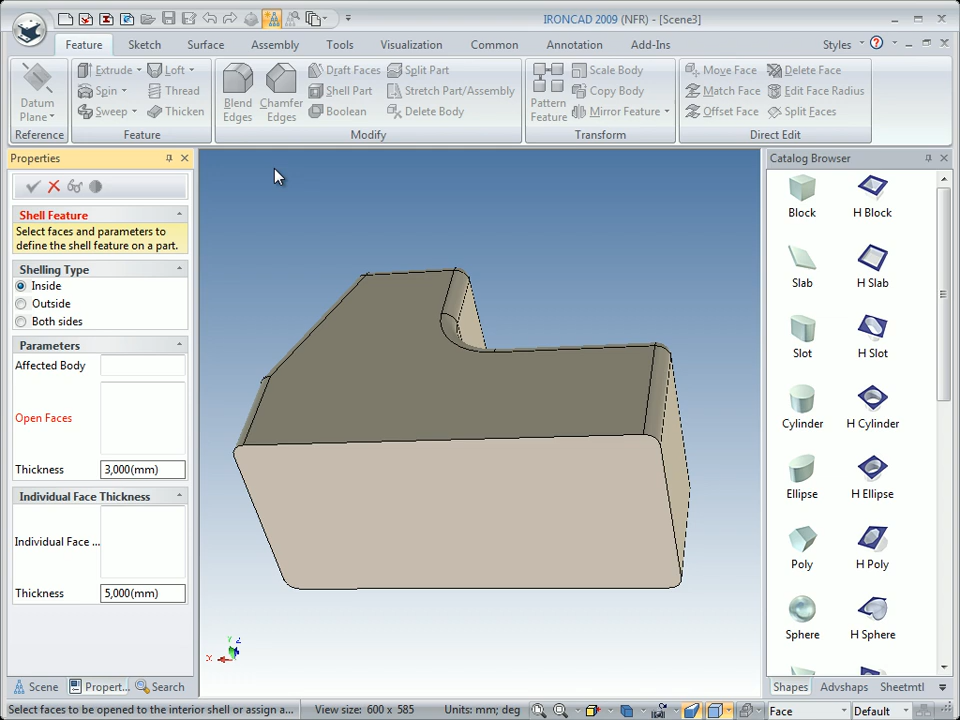 IRONCAD 2009 (NFR) - [Scene3]
Feature Sketch Surface Assembly Tools Visualization Common Annotation Add-Ins Styles
Extrude Loft Draft Faces Split Part Scale Body Move Face Delete Face
Spin Thread Shell Part Stretch Part/Assembly Copy Body Match Face Edit Face Radius
Sweep Thicken Boolean Delete Body Mirror Feature Offset Face Split Faces
Datum Plane
Blend Edges
Chamfer Edges
Pattern Feature
Reference Feature Modify Transform Direct Edit
Properties
Shell Feature
Select faces and parameters to
define the shell feature on a part.
Shelling Type
Inside
Outside
Both sides
Parameters
Affected Body
Open Faces
Thickness 3,000(mm)
Individual Face Thickness
Individual Face ...
Thickness 5,000(mm)
Scene Propert... Search
Y
Z
X
Catalog Browser
Block H Block
Slab H Slab
Slot H Slot
Cylinder H Cylinder
Ellipse H Ellipse
Poly H Poly
Sphere H Sphere
Shapes Advshaps Sheetmtl
Select faces to be opened to the interior shell or assign a... View size: 600 x 585 Units: mm; deg Face Default